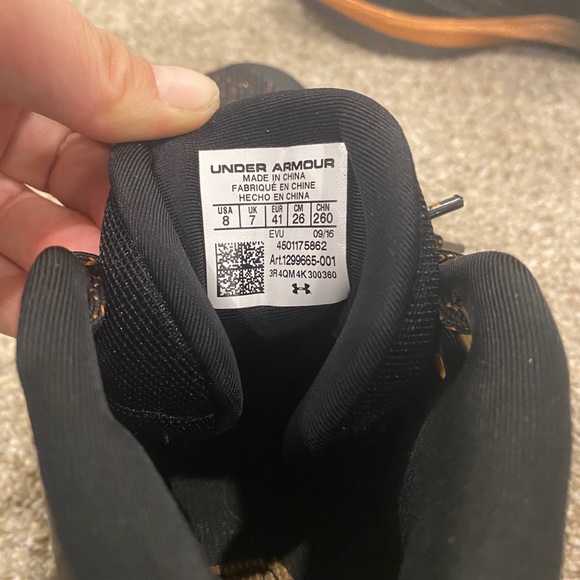 UNDER ARMOUR
MADE IN CHINA
FABRIQUÉ EN CHINE
HECHO EN CHINA
USA UK EUR CM CHN
8 7 41 26 260
EVU 09/16
4501175862
Art.1299665-001
3R4QM4K300360